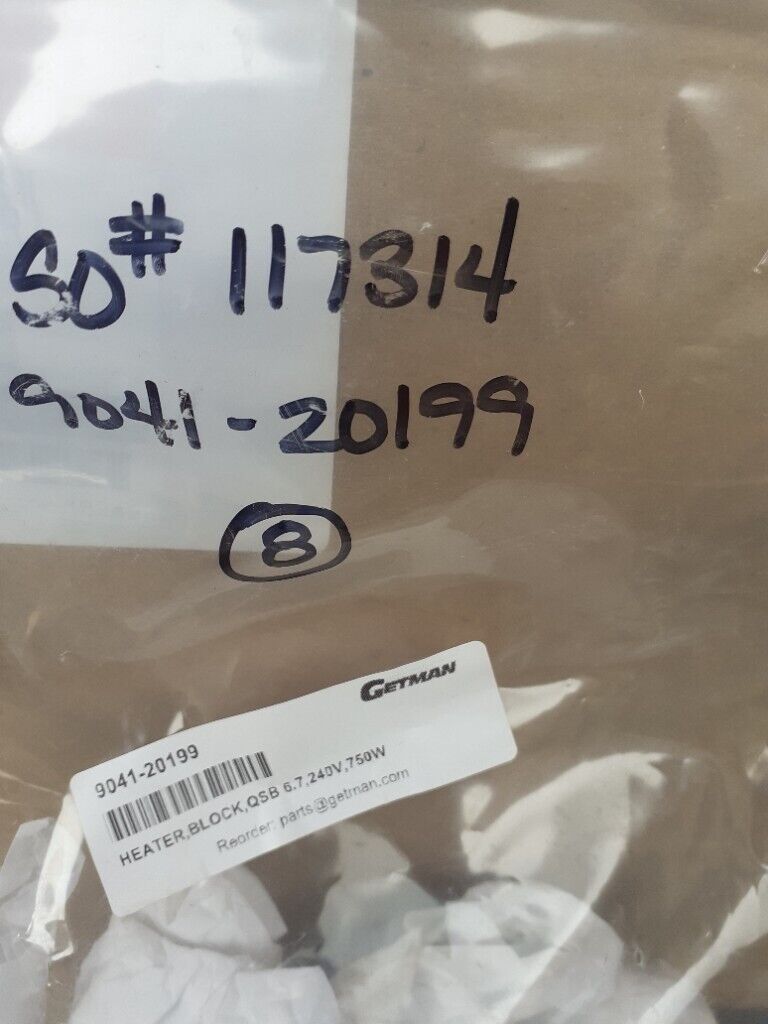 SO# 117314
9041-20199
8
GETMAN
9041-20199
HEATER,BLOCK,QSB 6.7,240V,750W
Reorder: parts@getman.com